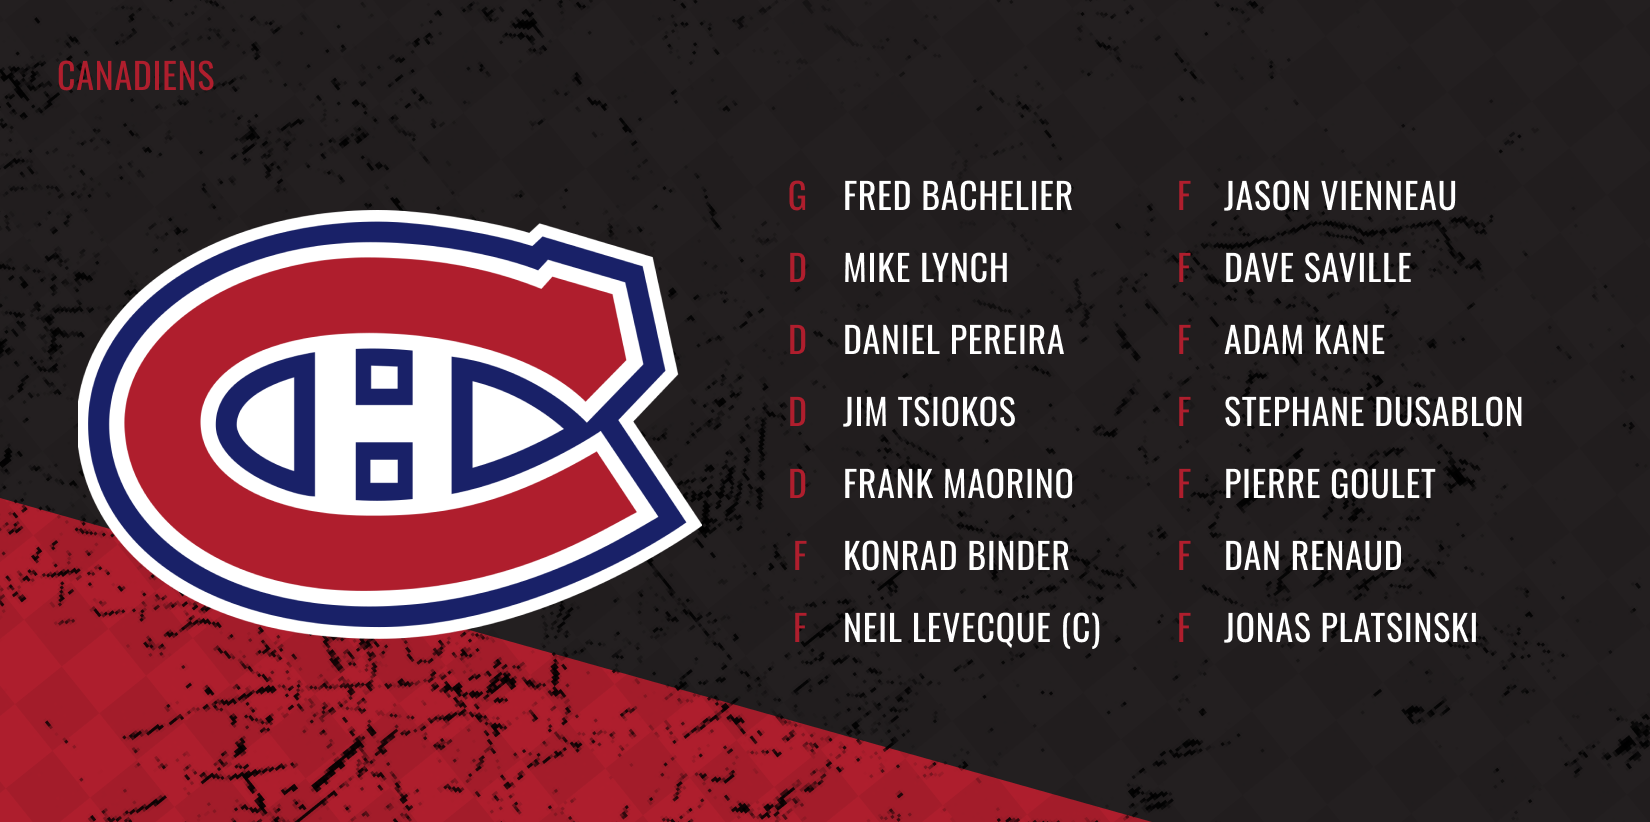 CANADIENS
G FRED BACHELIER
D MIKE LYNCH
D DANIEL PEREIRA
D JIM TSIOKOS
D FRANK MAORINO
F KONRAD BINDER
F NEIL LEVECQUE (C)
F JASON VIENNEAU
F DAVE SAVILLE
F ADAM KANE
F STEPHANE DUSABLON
F PIERRE GOULET
F DAN RENAUD
F JONAS PLATSINSKI